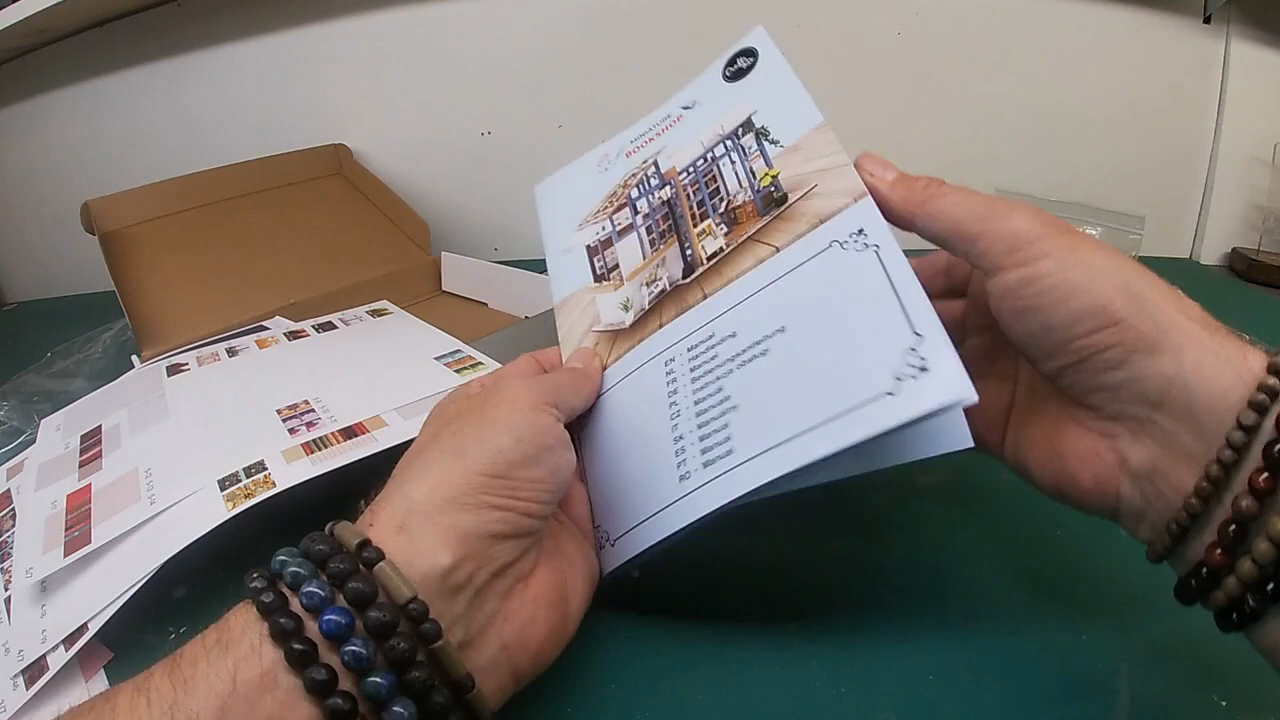 MINIATURE
BOOKSHOP
EN - Manual
NL - Handleiding
FR - Manuel
DE - Bedienungsanleitung
PL - Instrukcja obsługi
CZ - Manuál
IT - Manuale
SK - Manuálny
ES - Manual
PT - Manual
RO - Manual